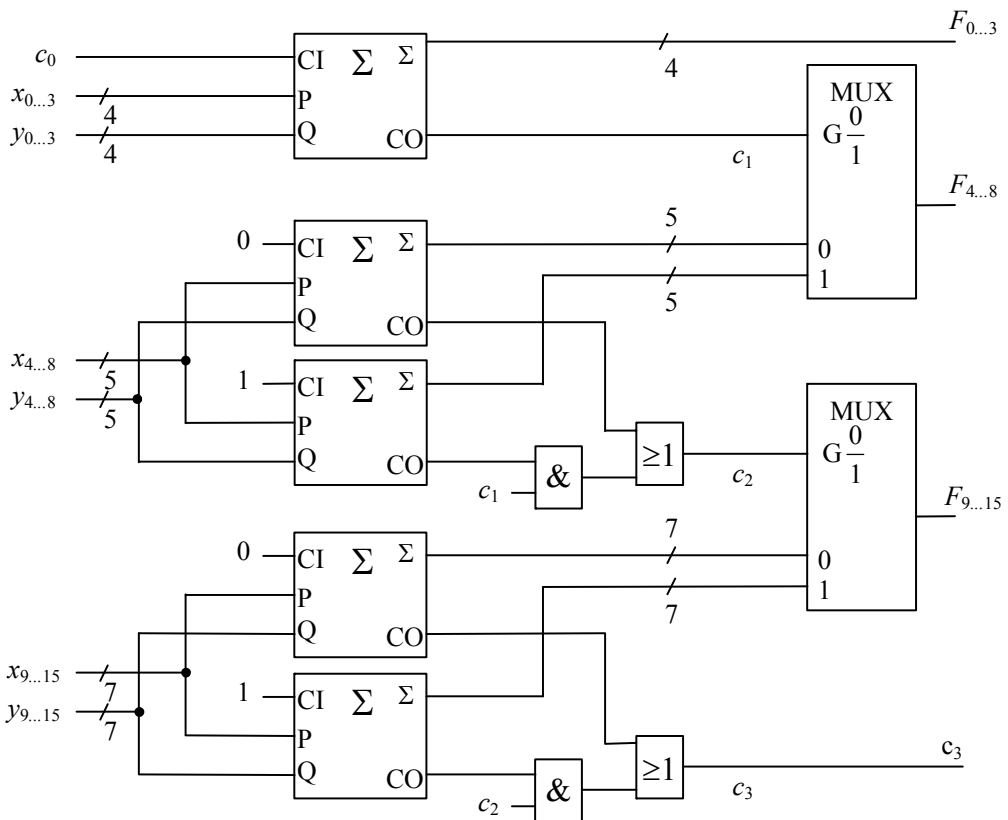 c0 CI Σ Σ F0...3
x0...3 4 P 4 MUX
y0...3 4 Q CO c1 G 0/1
F4...8
0 CI Σ Σ 5 0
P 5 1
Q CO
x4...8 5 1 CI Σ Σ
y4...8 5 P MUX
Q CO c1 & ≥1 c2 G 0/1
F9...15
0 CI Σ Σ 7 0
P 7 1
Q CO
x9...15 7 1 CI Σ Σ
y9...15 7 P c3
Q CO c2 & ≥1 c3